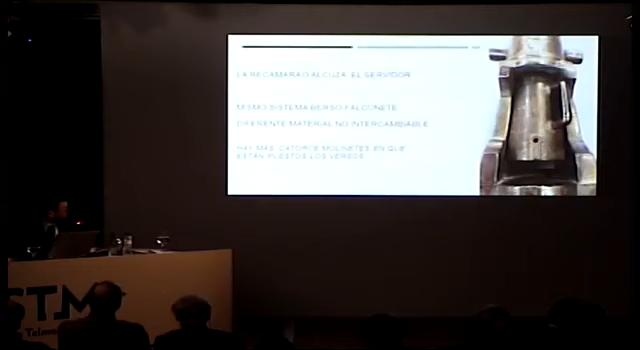 LA RECAMARA O ALCUZA: EL SERVIDOR
MISMO SISTEMA BERSO FALCONETE
DIFERENTE MATERIAL NO INTERCAMBIABLE
HAY MAS: CATORCE MOLINETES EN QUE
ESTÁN PUESTOS LOS VERSOS
STM